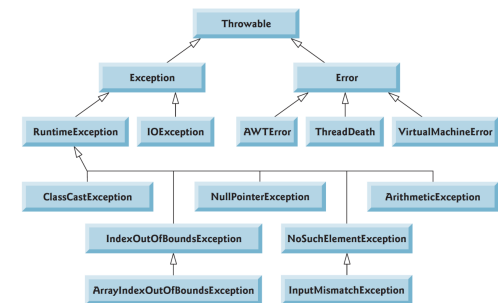 Throwable
Exception
Error
RuntimeException
IOException
AWTError
ThreadDeath
VirtualMachineError
ClassCastException
NullPointerException
ArithmeticException
IndexOutOfBoundsException
NoSuchElementException
ArrayIndexOutOfBoundsException
InputMismatchException